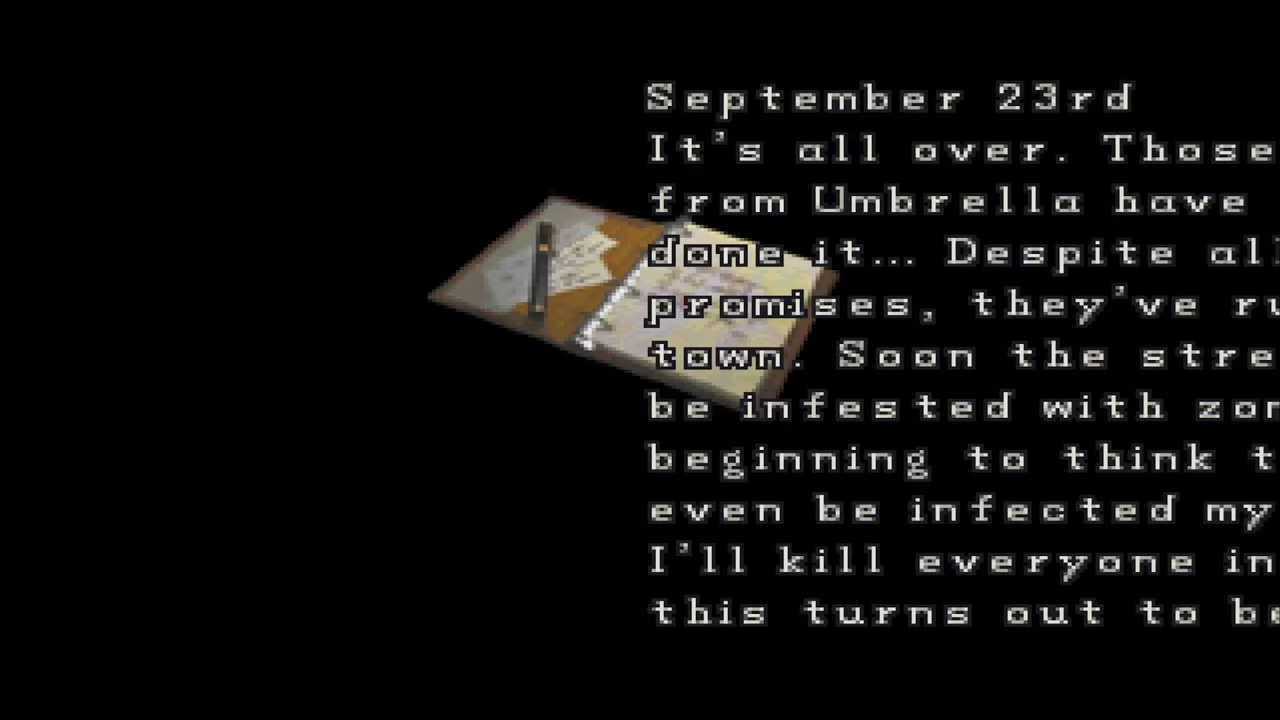 September 23rd
It's all over. Those
from Umbrella have
done it... Despite al
promises, they've ru
town. Soon the stre
be infested with zor
beginning to think t
even be infected my
I'll kill everyone in
this turns out to be